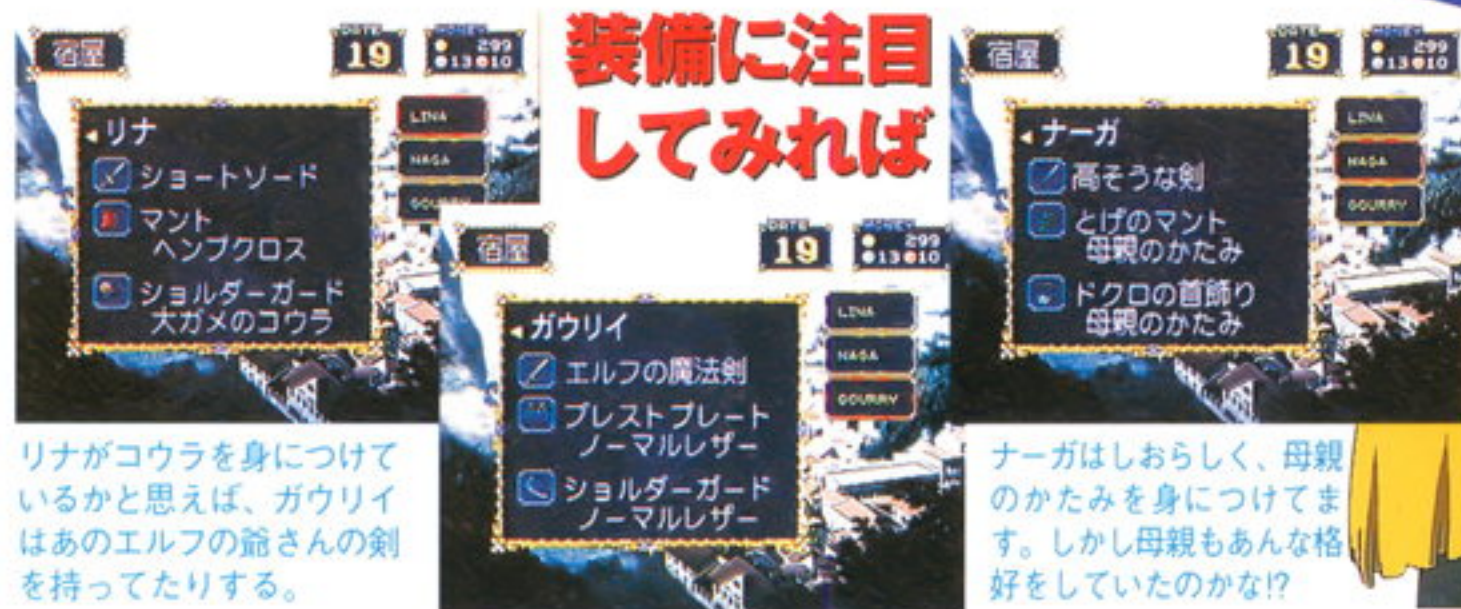 装備に注目
してみれば
宿屋
DATE
19
MONEY
299
13 10
◂リナ
ショートソード
マント
ヘンプクロス
ショルダーガード
大ガメのコウラ
LINA
NAGA
GOURRY
リナがコウラを身につけて
いるかと思えば、ガウリイ
はあのエルフの爺さんの剣
を持ってたりする。
宿屋
DATE
19
MONEY
299
13 10
◂ガウリイ
エルフの魔法剣
ブレストプレート
ノーマルレザー
ショルダーガード
ノーマルレザー
LINA
NAGA
GOURRY
宿屋
DATE
19
MONEY
299
13 10
◂ナーガ
高そうな剣
とげのマント
母親のかたみ
ドクロの首飾り
母親のかたみ
LINA
NAGA
GOURRY
ナーガはしおらしく、母親
のかたみを身につけてま
す。しかし母親もあんな格
好をしていたのかな!?